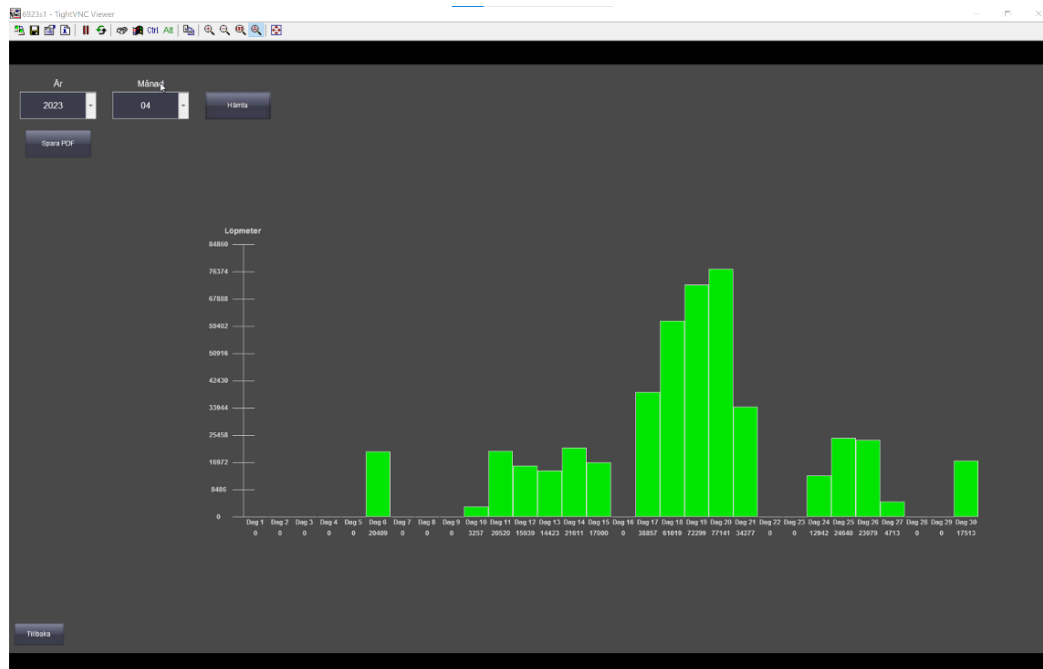 6923s1 - TightVNC Viewer
Ctrl Alt
År Månad
2023 04 Hämta
Spara PDF
Löpmeter
84860
76374
67888
59402
50916
42430
33944
25458
16972
8486
0
Dag 1 Dag 2 Dag 3 Dag 4 Dag 5 Dag 6 Dag 7 Dag 8 Dag 9 Dag 10 Dag 11 Dag 12 Dag 13 Dag 14 Dag 15 Dag 16 Dag 17 Dag 18 Dag 19 Dag 20 Dag 21 Dag 22 Dag 23 Dag 24 Dag 25 Dag 26 Dag 27 Dag 28 Dag 29 Dag 30
0 0 0 0 0 20409 0 0 0 3257 20520 15939 14423 21611 17000 0 38857 61019 72299 77141 34277 0 0 12942 24640 23979 4713 0 0 17513
Tillbaka